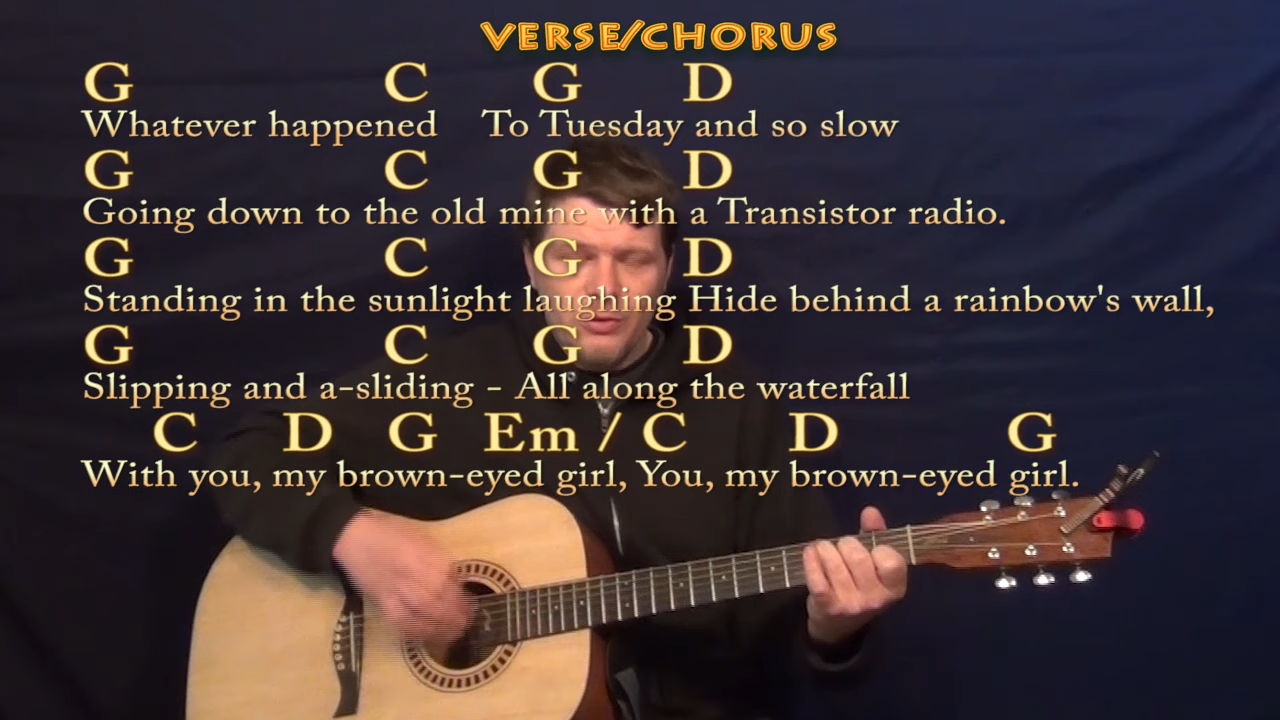 VERSE/CHORUS
G C G D
Whatever happened To Tuesday and so slow
G C G D
Going down to the old mine with a Transistor radio.
G C G D
Standing in the sunlight laughing Hide behind a rainbow's wall,
G C G D
Slipping and a-sliding - All along the waterfall
C D G Em / C D G
With you, my brown-eyed girl, You, my brown-eyed girl.